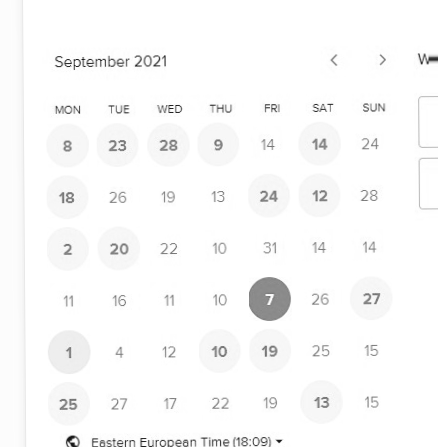 September 2021
MON TUE WED THU FRI SAT SUN
8 23 28 9 14 14 24
18 26 19 13 24 12 28
2 20 22 10 31 14 14
11 16 11 10 7 26 27
1 4 12 10 19 25 15
25 27 17 22 19 13 15
Eastern European Time (18:09)